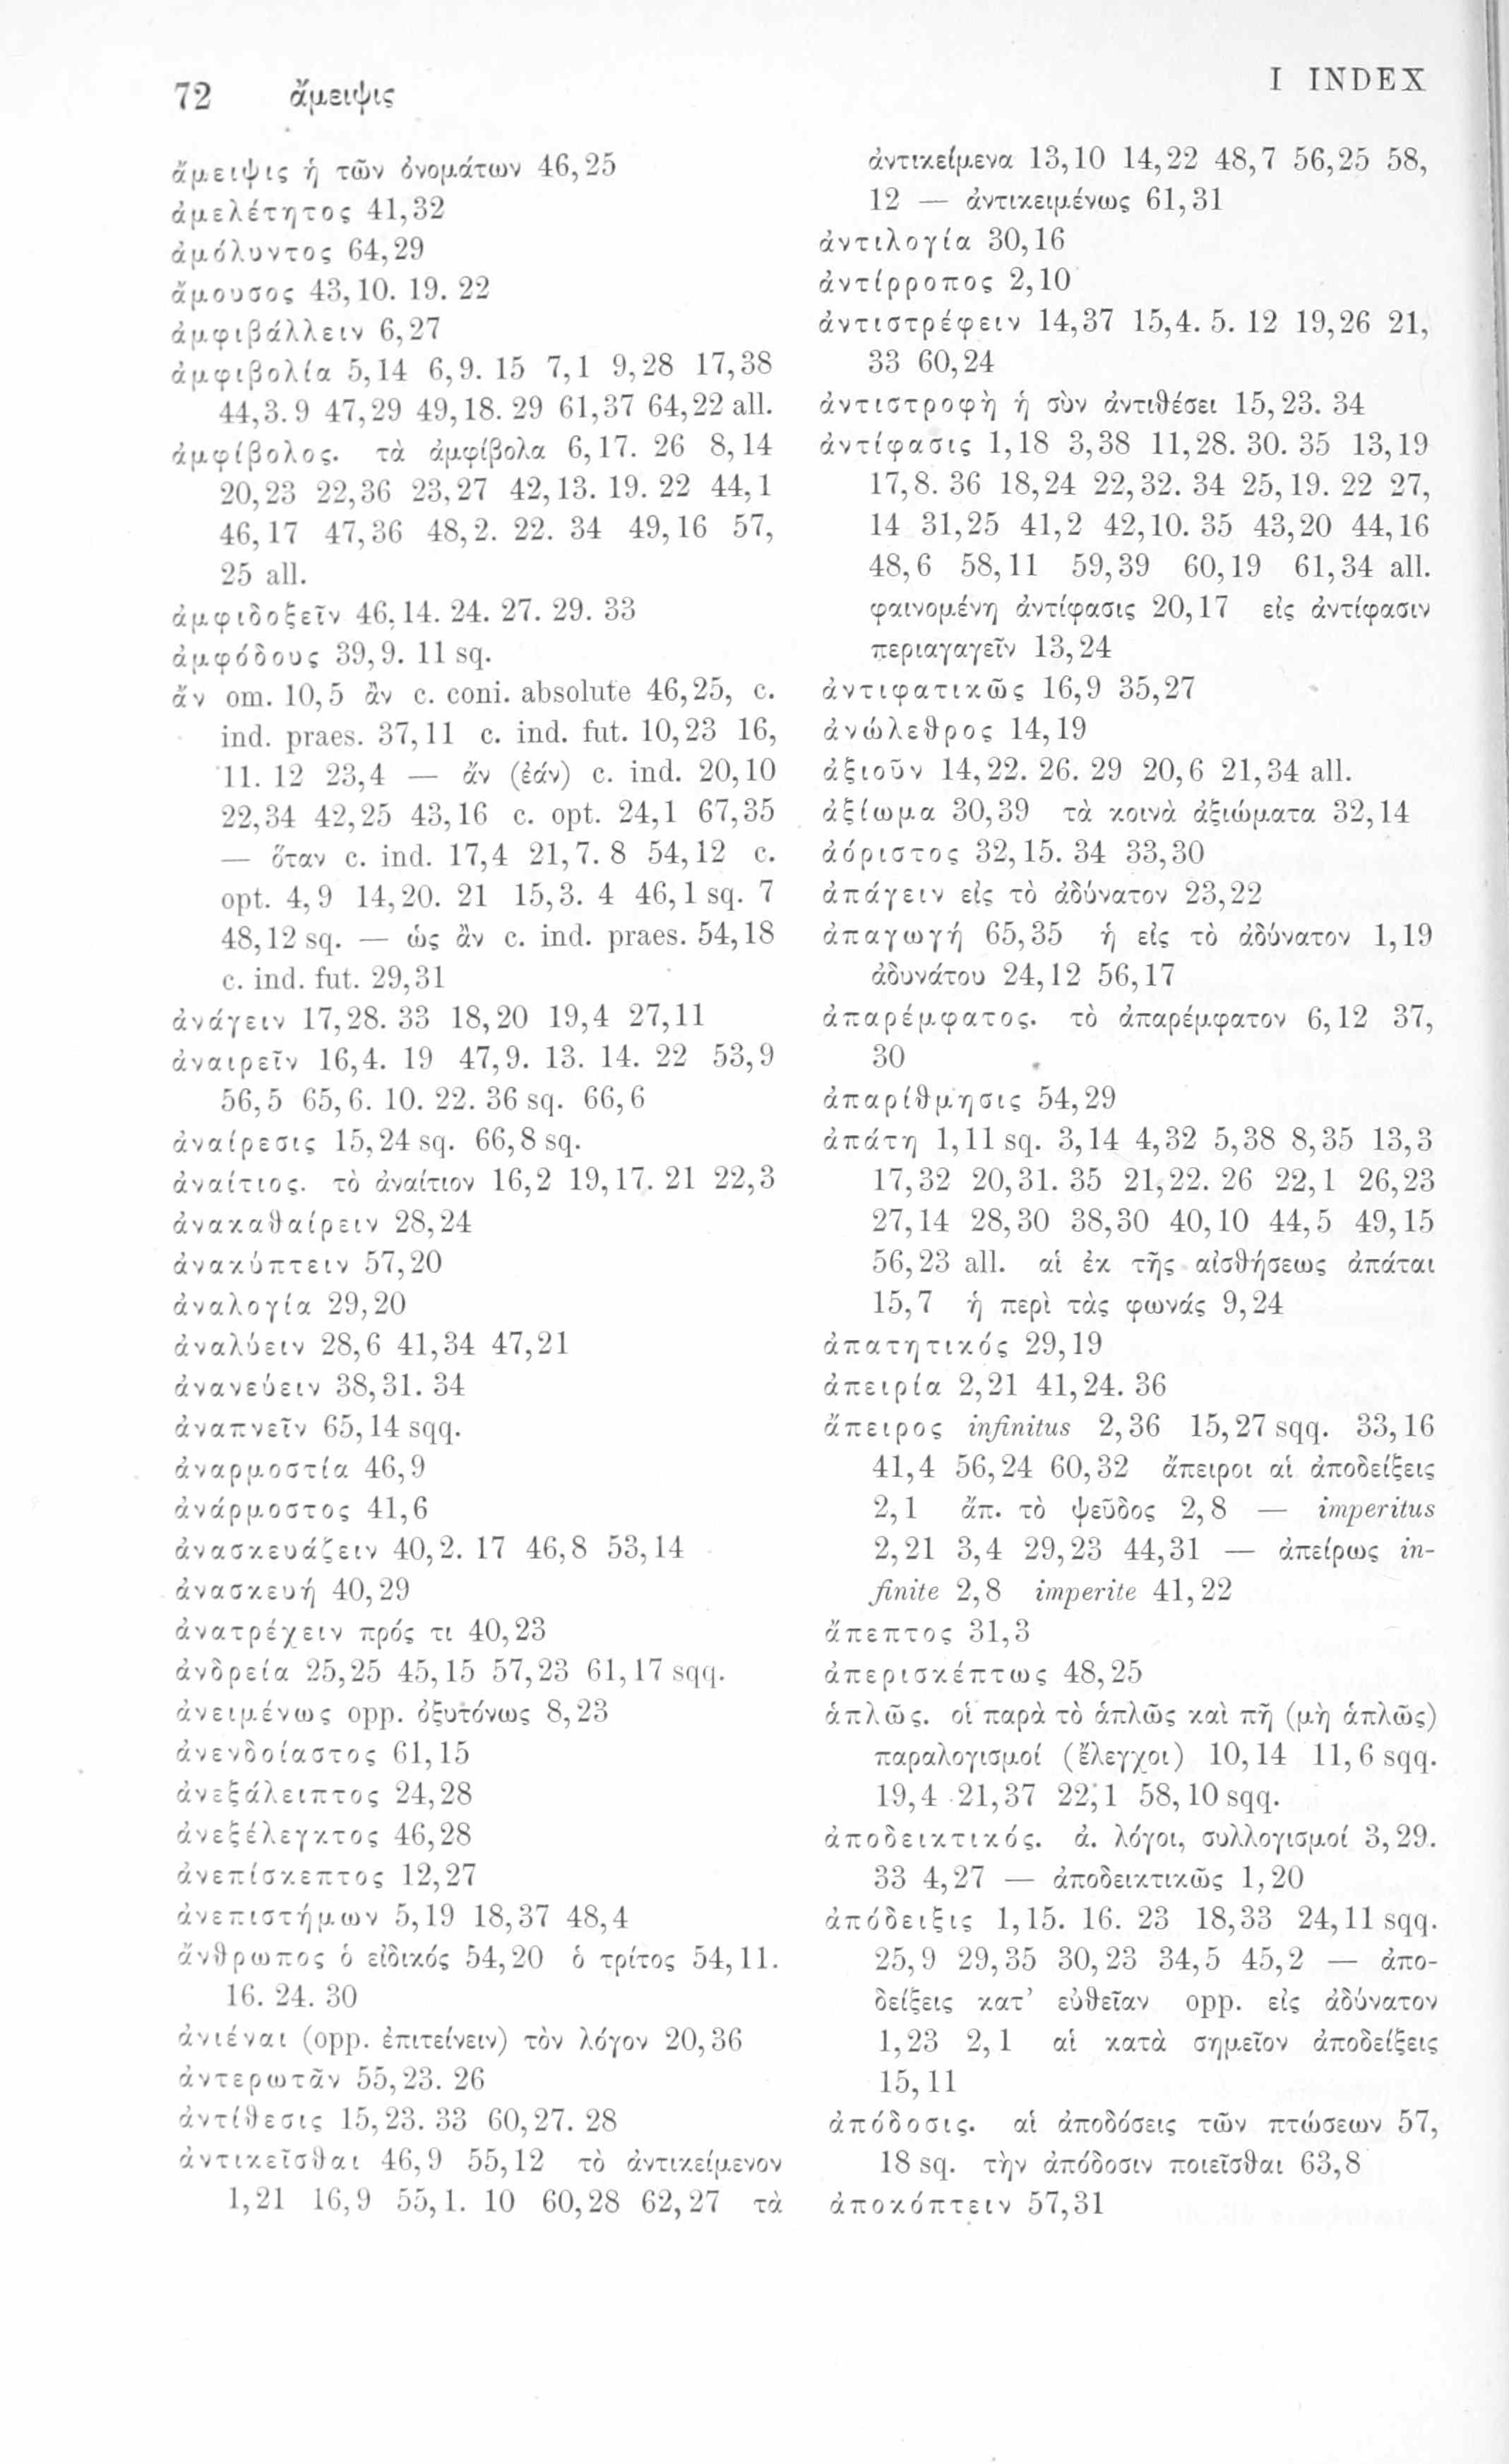 72 ἄμειψις
I INDEX
ἄμειψις ἡ τῶν ὀνομάτων 46,25
ἀμελέτητος 41,32
ἀμόλυντος 64,29
ἄμουσος 43,10. 19. 22
ἀμφιβάλλειν 6,27
ἀμφιβολία 5,14 6,9. 15 7,1 9,28 17,38
44,3. 9 47,29 49,18. 29 61,37 64,22 all.
ἀμφίβολος. τὰ ἀμφίβολα 6,17. 26 8,14
20,23 22,36 23,27 42,13. 19. 22 44,1
46,17 47,36 48,2. 22. 34 49,16 57,
25 all.
ἀμφιδοξεῖν 46,14. 24. 27. 29. 33
ἀμφόδους 39,9. 11 sq.
ἄν om. 10,5 ἂν c. coni. absolute 46,25, c.
ind. praes. 37,11 c. ind. fut. 10,23 16,
11. 12 23,4 — ἄν (ἐάν) c. ind. 20,10
22,34 42,25 43,16 c. opt. 24,1 67,35
— ὅταν c. ind. 17,4 21,7. 8 54,12 c.
opt. 4,9 14,20. 21 15,3. 4 46,1 sq. 7
48,12 sq. — ὡς ἂν c. ind. praes. 54,18
c. ind. fut. 29,31
ἀνάγειν 17,28. 33 18,20 19,4 27,11
ἀναιρεῖν 16,4. 19 47,9. 13. 14. 22 53,9
56,5 65,6. 10. 22. 36 sq. 66,6
ἀναίρεσις 15,24 sq. 66,8 sq.
ἀναίτιος. τὸ ἀναίτιον 16,2 19,17. 21 22,3
ἀνακαθαίρειν 28,24
ἀνακύπτειν 57,20
ἀναλογία 29,20
ἀναλύειν 28,6 41,34 47,21
ἀνανεύειν 38,31. 34
ἀναπνεῖν 65,14 sqq.
ἀναρμοστία 46,9
ἀνάρμοστος 41,6
ἀνασκευάζειν 40,2. 17 46,8 53,14
ἀνασκευή 40,29
ἀνατρέχειν πρός τι 40,23
ἀνδρεία 25,25 45,15 57,23 61,17 sqq.
ἀνειμένως opp. ὀξυτόνως 8,23
ἀνενδοίαστος 61,15
ἀνεξάλειπτος 24,28
ἀνεξέλεγκτος 46,28
ἀνεπίσκεπτος 12,27
ἀνεπιστήμων 5,19 18,37 48,4
ἄνθρωπος ὁ εἰδικός 54,20 ὁ τρίτος 54,11.
16. 24. 30
ἀνιέναι (opp. ἐπιτείνειν) τὸν λόγον 20,36
ἀντερωτᾶν 55,23. 26
ἀντίθεσις 15,23. 33 60,27. 28
ἀντικεῖσθαι 46,9 55,12 τὸ ἀντικείμενον
1,21 16,9 55,1. 10 60,28 62,27 τὰ
ἀντικείμενα 13,10 14,22 48,7 56,25 58,
12 — ἀντικειμένως 61,31
ἀντιλογία 30,16
ἀντίρροπος 2,10
ἀντιστρέφειν 14,37 15,4. 5. 12 19,26 21,
33 60,24
ἀντιστροφὴ ἡ σὺν ἀντιθέσει 15,23. 34
ἀντίφασις 1,18 3,38 11,28. 30. 35 13,19
17,8. 36 18,24 22,32. 34 25,19. 22 27,
14 31,25 41,2 42,10. 35 43,20 44,16
48,6 58,11 59,39 60,19 61,34 all.
φαινομένη ἀντίφασις 20,17 εἰς ἀντίφασιν
περιαγαγεῖν 13,24
ἀντιφατικῶς 16,9 35,27
ἀνώλεθρος 14,19
ἀξιοῦν 14,22. 26. 29 20,6 21,34 all.
ἀξίωμα 30,39 τὰ κοινὰ ἀξιώματα 32,14
ἀόριστος 32,15. 34 33,30
ἀπάγειν εἰς τὸ ἀδύνατον 23,22
ἀπαγωγή 65,35 ἡ εἰς τὸ ἀδύνατον 1,19
ἀδυνάτου 24,12 56,17
ἀπαρέμφατος. τὸ ἀπαρέμφατον 6,12 37,
30
ἀπαρίθμησις 54,29
ἀπάτη 1,11 sq. 3,14 4,32 5,38 8,35 13,3
17,32 20,31. 35 21,22. 26 22,1 26,23
27,14 28,30 38,30 40,10 44,5 49,15
56,23 all. αἱ ἐκ τῆς αἰσθήσεως ἀπάται
15,7 ἡ περὶ τὰς φωνάς 9,24
ἀπατητικός 29,19
ἀπειρία 2,21 41,24. 36
ἄπειρος infinitus 2,36 15,27 sqq. 33,16
41,4 56,24 60,32 ἄπειροι αἱ ἀποδείξεις
2,1 ἄπ. τὸ ψεῦδος 2,8 — imperitus
2,21 3,4 29,23 44,31 — ἀπείρως in-
finite 2,8 imperite 41,22
ἄπεπτος 31,3
ἀπερισκέπτως 48,25
ἁπλῶς. οἱ παρὰ τὸ ἁπλῶς καὶ πῇ (μὴ ἁπλῶς)
παραλογισμοί (ἔλεγχοι) 10,14 11,6 sqq.
19,4 21,37 22,1 58,10 sqq.
ἀποδεικτικός. ἀ. λόγοι, συλλογισμοί 3,29.
33 4,27 — ἀποδεικτικῶς 1,20
ἀπόδειξις 1,15. 16. 23 18,33 24,11 sqq.
25,9 29,35 30,23 34,5 45,2 — ἀπο-
δείξεις κατ’ εὐθεῖαν opp. εἰς ἀδύνατον
1,23 2,1 αἱ κατὰ σημεῖον ἀποδείξεις
15,11
ἀπόδοσις. αἱ ἀποδόσεις τῶν πτώσεων 57,
18 sq. τὴν ἀπόδοσιν ποιεῖσθαι 63,8
ἀποκόπτειν 57,31